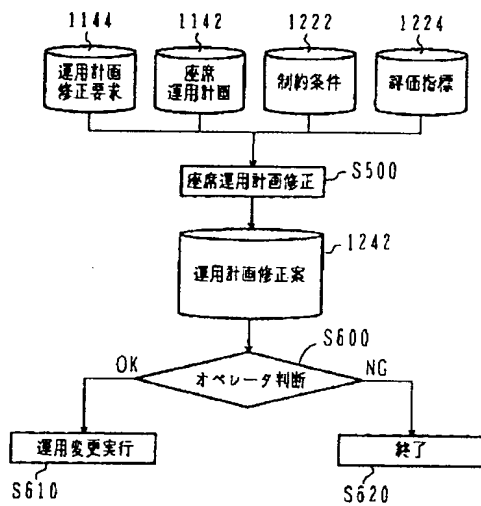 1144
1142
1222
1224
運用計画
修正要求
座席
運用計画
制約条件
評価指標
座席運用計画修正
S500
1242
運用計画修正案
S600
OK
オペレータ判断
NG
運用変更実行
終了
S610
S620